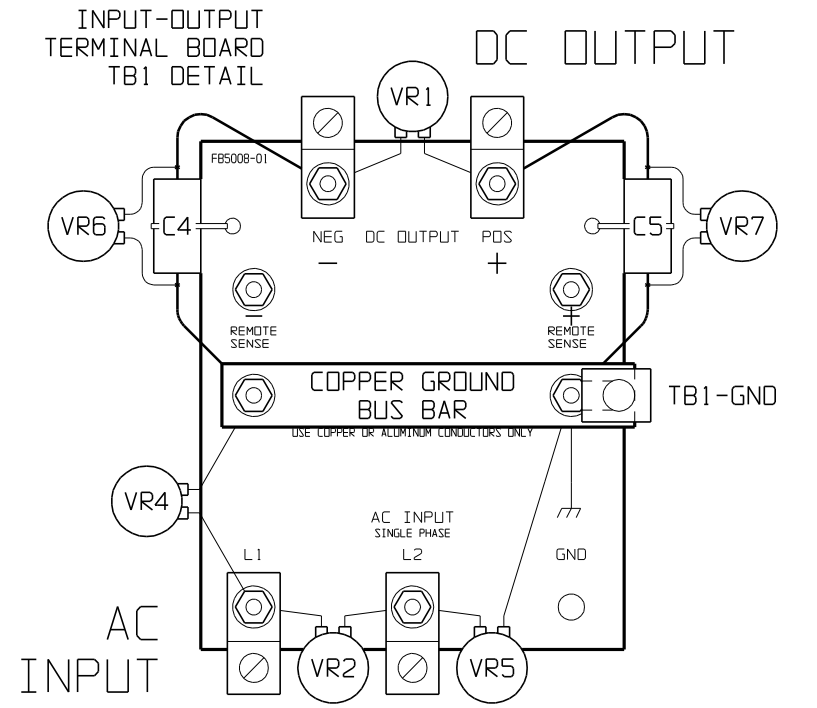 INPUT-OUTPUT
TERMINAL BOARD
TB1 DETAIL
DC OUTPUT
VR1
FB5008-01
VR6
C4
C5
VR7
NEG DC OUTPUT POS
− +
− +
REMOTE
SENSE
REMOTE
SENSE
COPPER GROUND
BUS BAR
TB1-GND
USE COPPER OR ALUMINUM CONDUCTORS ONLY
VR4
AC INPUT
SINGLE PHASE
L1 L2 GND
AC
INPUT
VR2
VR5